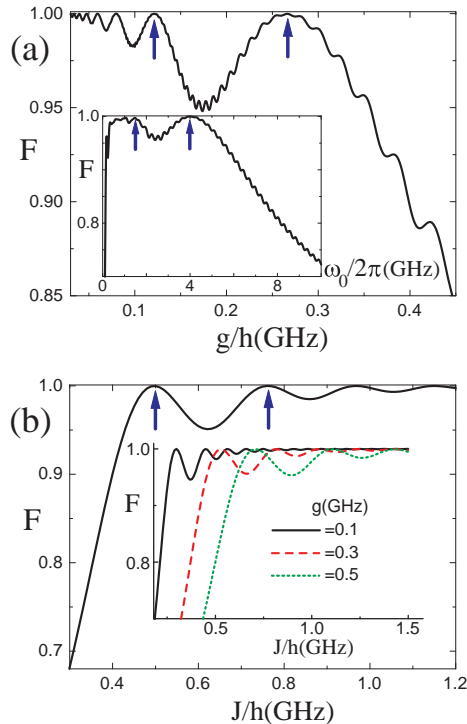 (a)
F
1.00
0.95
0.90
0.85
F
1.0
0.8
0 4 8
ω₀/2π(GHz)
0.1 0.2 0.3 0.4
g/h(GHz)
(b)
F
1.0
0.9
0.8
0.7
F
1.0
0.8
g(GHz)
=0.1
=0.3
=0.5
0.5 1.0 1.5
J/h(GHz)
0.4 0.6 0.8 1.0 1.2
J/h(GHz)